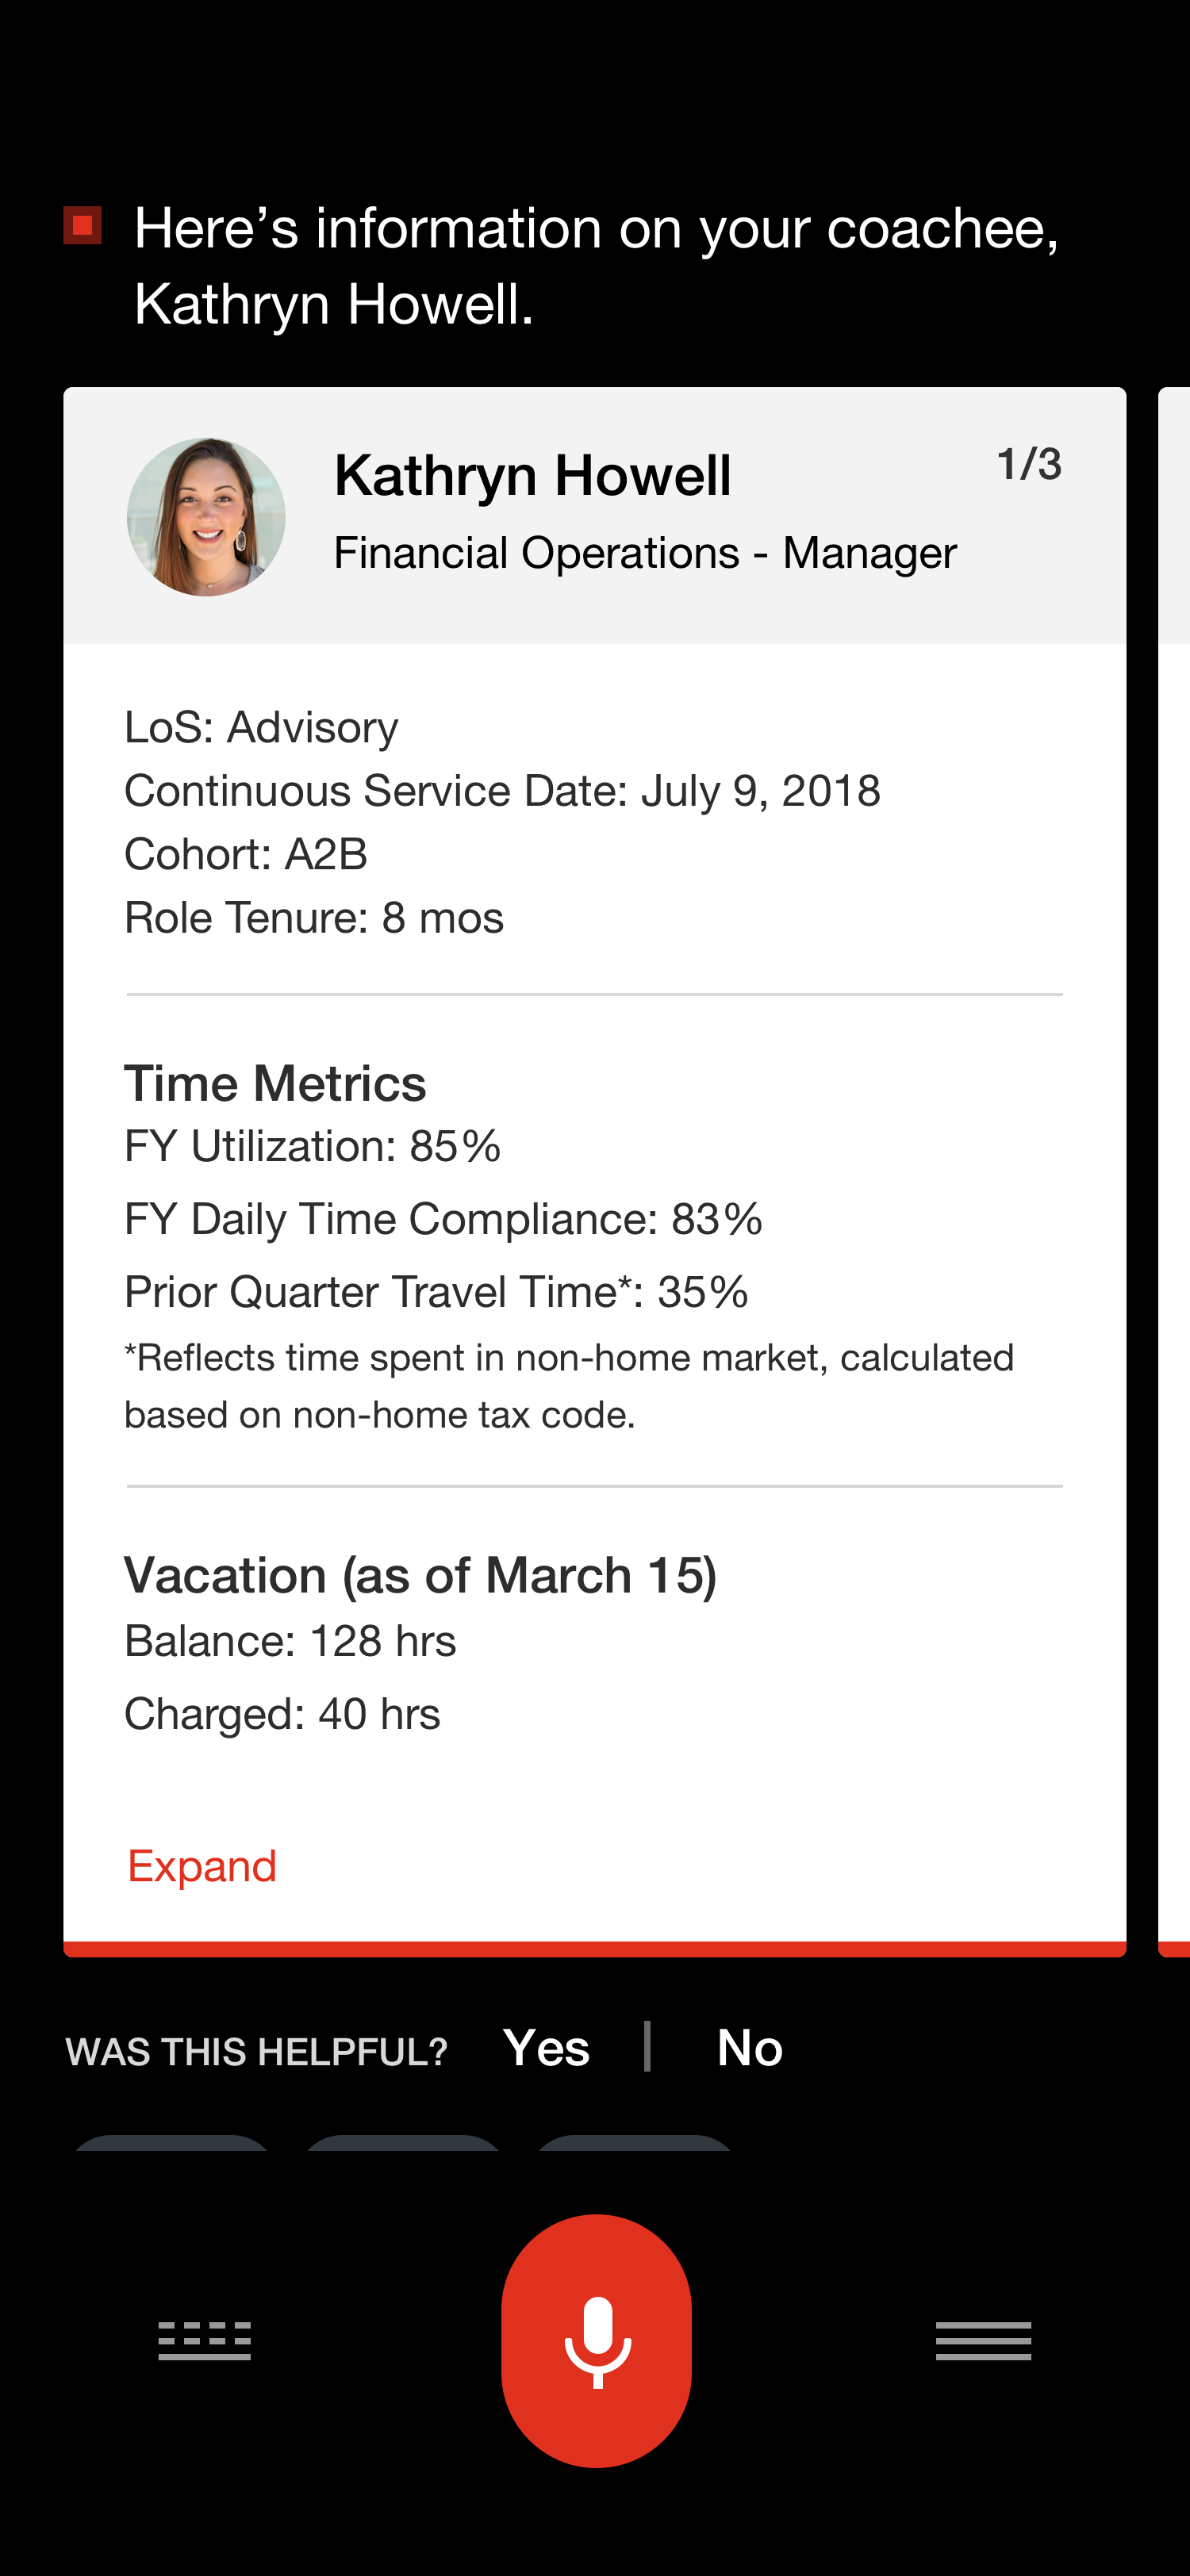 Here’s information on your coachee,
Kathryn Howell.
Kathryn Howell
1/3
Financial Operations - Manager
LoS: Advisory
Continuous Service Date: July 9, 2018
Cohort: A2B
Role Tenure: 8 mos
Time Metrics
FY Utilization: 85%
FY Daily Time Compliance: 83%
Prior Quarter Travel Time*: 35%
*Reflects time spent in non-home market, calculated
based on non-home tax code.
Vacation (as of March 15)
Balance: 128 hrs
Charged: 40 hrs
Expand
WAS THIS HELPFUL? Yes | No